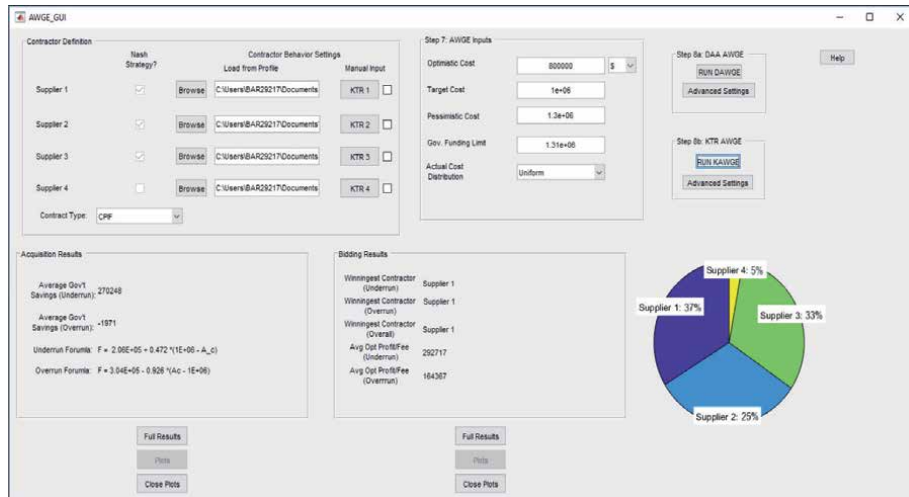 AWGE_GUI
Contractor Definition
Nash Strategy?
Contractor Behavior Settings
Load from Profile
Manual Input
Supplier 1
Browse
C:\Users\BAR29217\Documents
KTR 1
Supplier 2
Browse
C:\Users\BAR29217\Documents'
KTR 2
Supplier 3
Browse
C:\Users\BAR29217\Documents
KTR 3
Supplier 4
Browse
C:\Users\BAR29217\Documents
KTR 4
Contract Type:
CPIF
Step 7: AWGE Inputs
Optimistic Cost
800000
$
Target Cost
1e+06
Pessimistic Cost
1.3e+06
Gov. Funding Limit
1.31e+06
Actual Cost Distribution
Uniform
Step 8a: DAA AWGE
RUN DAWGE
Advanced Settings
Step 8b: KTR AWGE
RUN KAWGE
Advanced Settings
Help
Acquisition Results
Average Gov't
Savings (Underrun): 270248
Average Gov't
Savings (Overrun): -1971
Underrun Forumla: F = 2.06E+05 + 0.472 *(1E+06 - A_c)
Overrun Forumla: F = 3.04E+05 - 0.926 *(Ac - 1E+06)
Full Results
Plots
Close Plots
Bidding Results
Winningest Contractor
(Underrun)
Supplier 1
Winningest Contractor
(Overrun)
Supplier 1
Winningest Contractor
(Overall)
Supplier 1
Avg Opt Profit/Fee
(Underrun)
292717
Avg Opt Profit/Fee
(Overrun)
164367
Full Results
Plots
Close Plots
Supplier 4: 5%
Supplier 1: 37%
Supplier 3: 33%
Supplier 2: 25%